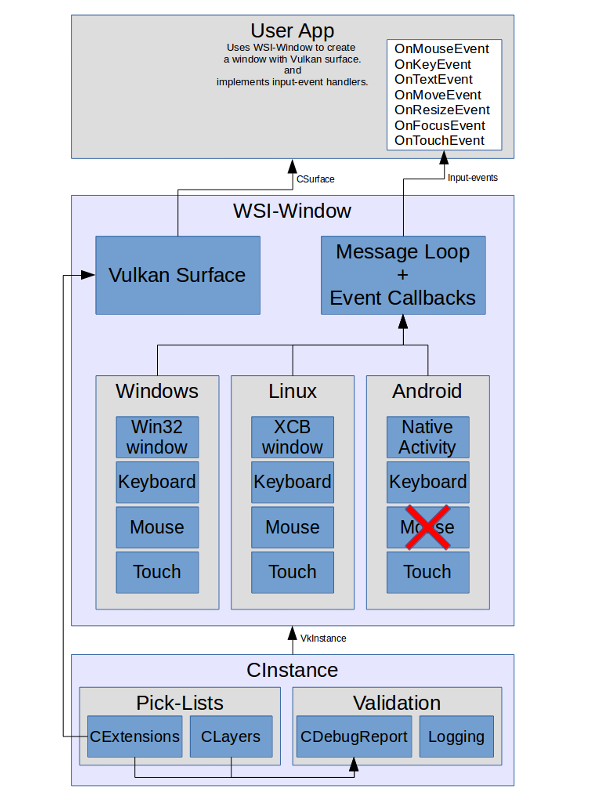 User App
Uses WSI-Window to create
a window with Vulkan surface.
and
implements input-event handlers.
OnMouseEvent
OnKeyEvent
OnTextEvent
OnMoveEvent
OnResizeEvent
OnFocusEvent
OnTouchEvent
CSurface
Input-events
WSI-Window
Vulkan Surface
Message Loop
+
Event Callbacks
Windows
Win32
window
Keyboard
Mouse
Touch
Linux
XCB
window
Keyboard
Mouse
Touch
Android
Native
Activity
Keyboard
Mouse
Touch
VkInstance
CInstance
Pick-Lists
CExtensions
CLayers
Validation
CDebugReport
Logging